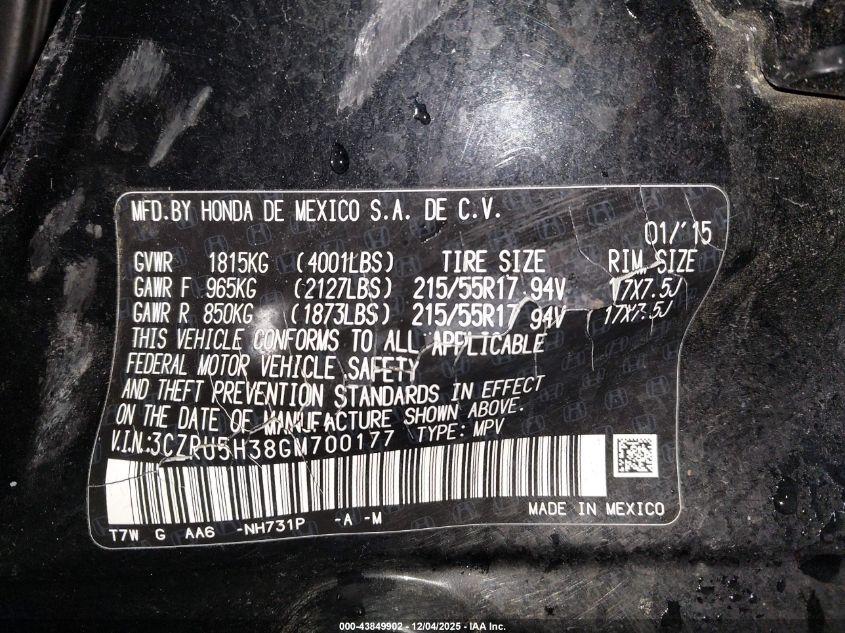 MFD.BY HONDA DE MEXICO S.A. DE C.V.
01/'15
GVWR 1815KG (4001LBS) TIRE SIZE RIM SIZE
GAWR F 965KG (2127LBS) 215/55R17 94V 17X7.5J
GAWR R 850KG (1873LBS) 215/55R17 94V 17X7.5J
THIS VEHICLE CONFORMS TO ALL APPLICABLE
FEDERAL MOTOR VEHICLE SAFETY
AND THEFT PREVENTION STANDARDS IN EFFECT
ON THE DATE OF MANUFACTURE SHOWN ABOVE.
V.I.N:3CZRU5H38GM700177 TYPE: MPV
MADE IN MEXICO
T7W G AA6 -NH731P -A -M
000-43849902 - 12/04/2025 - IAA Inc.